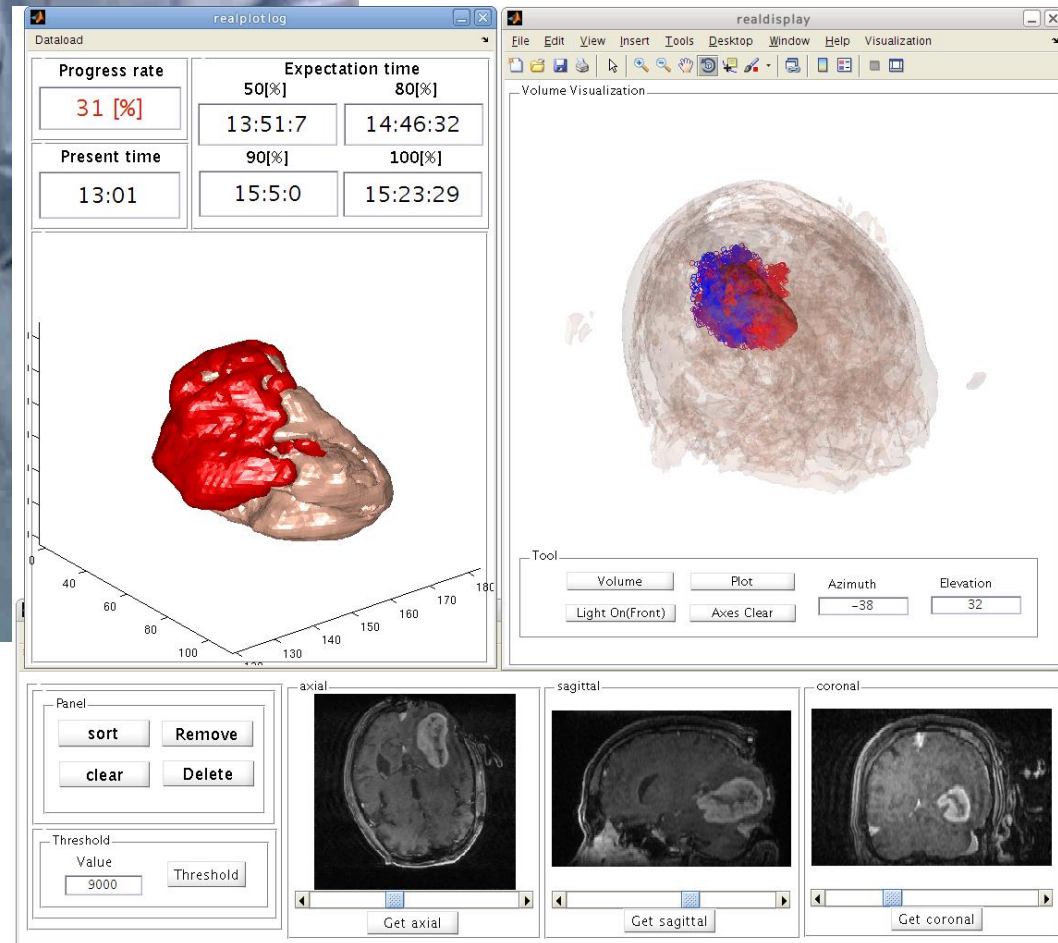 realplotlog
Dataload
Progress rate
31 [%]
Expectation time
50[%] 80[%]
13:51:7 14:46:32
Present time
13:01
90[%] 100[%]
15:5:0 15:23:29
0
40
60
80
100
130
140
150
160
170
180
realdisplay
File Edit View Insert Tools Desktop Window Help Visualization
Volume Visualization
Tool
Volume Plot
Light On(Front) Axes Clear
Azimuth
-38
Elevation
32
Panel
sort Remove
clear Delete
Threshold
Value
9000
Threshold
axial
Get axial
sagittal
Get sagittal
coronal
Get coronal